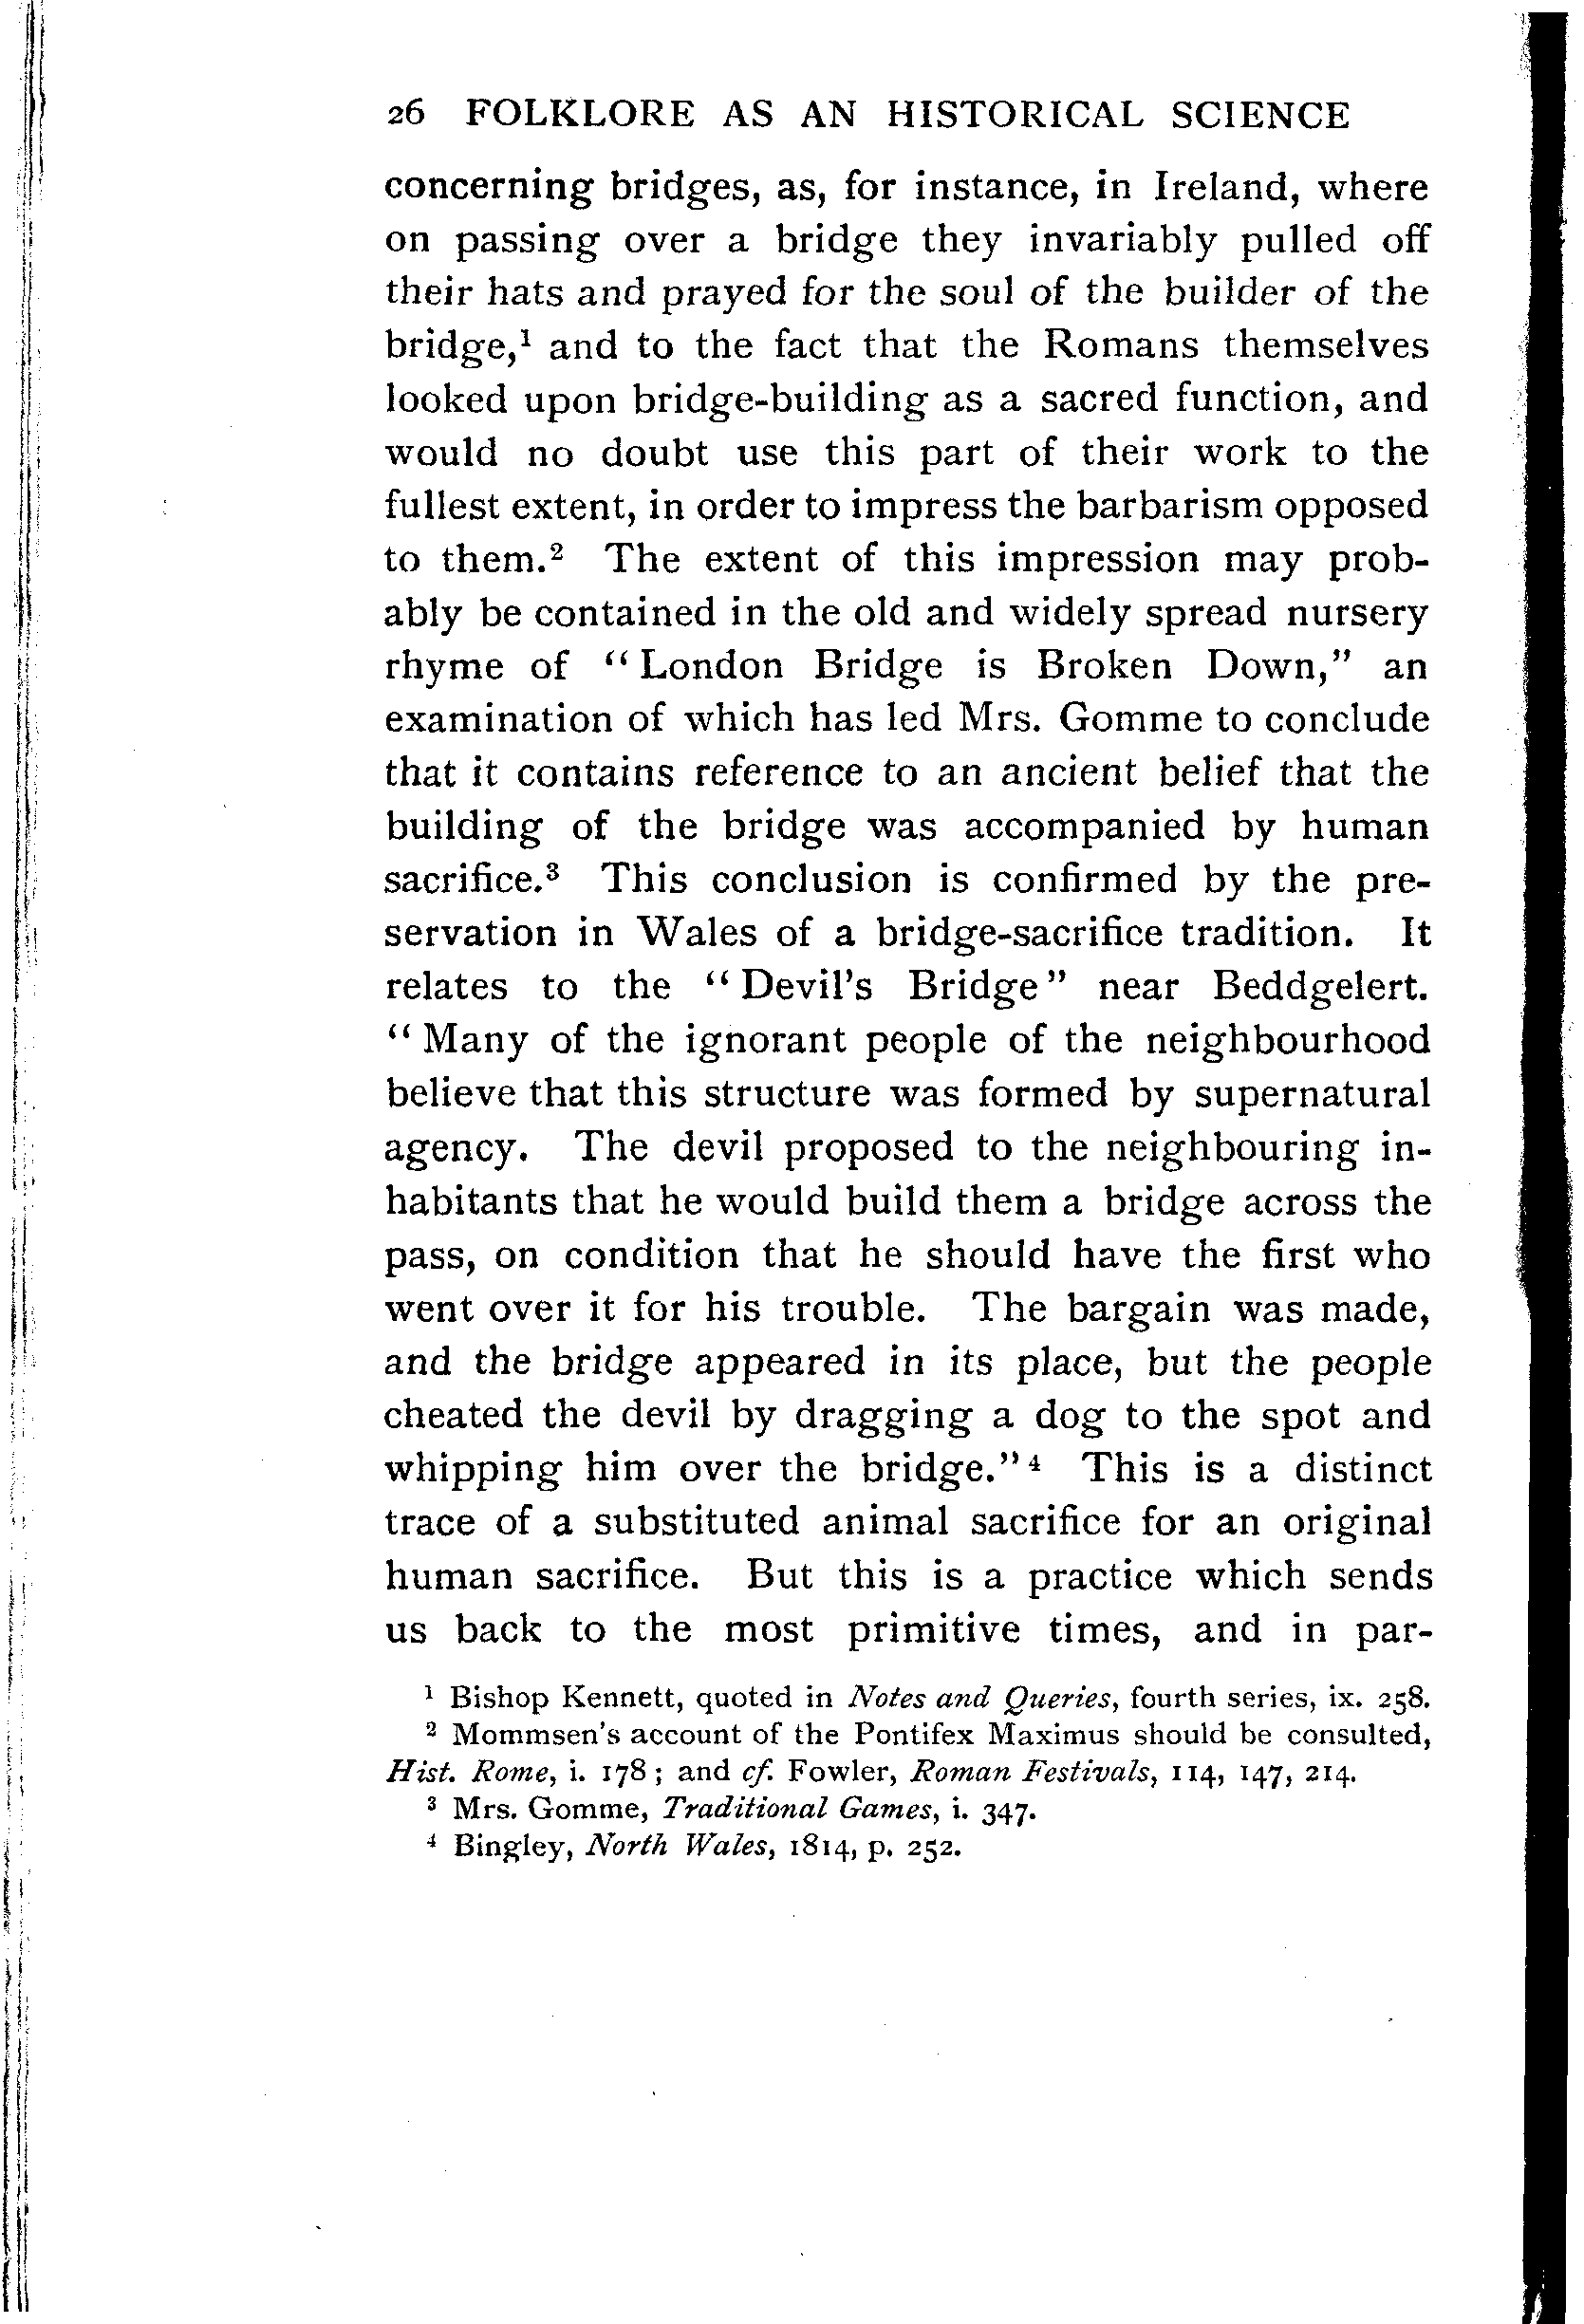 26 FOLKLORE AS AN HISTORICAL SCIENCE
concerning bridges, as, for instance, in Ireland, where
on passing over a bridge they invariably pulled off
their hats and prayed for the soul of the builder of the
bridge,¹ and to the fact that the Romans themselves
looked upon bridge-building as a sacred function, and
would no doubt use this part of their work to the
fullest extent, in order to impress the barbarism opposed
to them.² The extent of this impression may prob-
ably be contained in the old and widely spread nursery
rhyme of "London Bridge is Broken Down," an
examination of which has led Mrs. Gomme to conclude
that it contains reference to an ancient belief that the
building of the bridge was accompanied by human
sacrifice.³ This conclusion is confirmed by the pre-
servation in Wales of a bridge-sacrifice tradition. It
relates to the "Devil's Bridge" near Beddgelert.
"Many of the ignorant people of the neighbourhood
believe that this structure was formed by supernatural
agency. The devil proposed to the neighbouring in-
habitants that he would build them a bridge across the
pass, on condition that he should have the first who
went over it for his trouble. The bargain was made,
and the bridge appeared in its place, but the people
cheated the devil by dragging a dog to the spot and
whipping him over the bridge."⁴ This is a distinct
trace of a substituted animal sacrifice for an original
human sacrifice. But this is a practice which sends
us back to the most primitive times, and in par-
¹ Bishop Kennett, quoted in Notes and Queries, fourth series, ix. 258.
² Mommsen's account of the Pontifex Maximus should be consulted,
Hist. Rome, i. 178; and cf. Fowler, Roman Festivals, 114, 147, 214.
³ Mrs. Gomme, Traditional Games, i. 347.
⁴ Bingley, North Wales, 1814, p. 252.